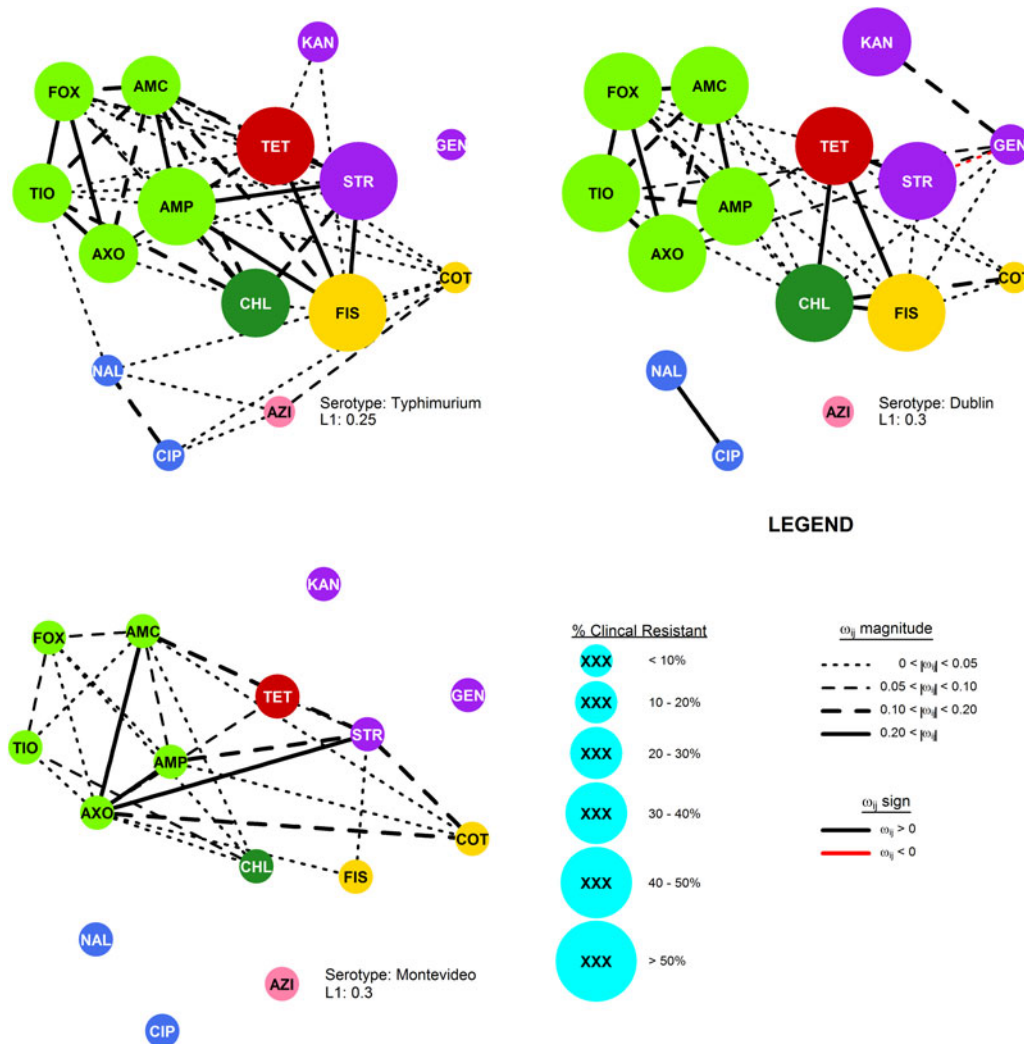 KAN
FOX
AMC
TET
GEN
STR
TIO
AMP
AXO
COT
CHL
FIS
NAL
AZI
Serotype: Typhimurium
L1: 0.25
CIP
KAN
AMC
FOX
TET
GEN
STR
TIO
AMP
AXO
COT
CHL
FIS
NAL
AZI
Serotype: Dublin
L1: 0.3
CIP
KAN
FOX
AMC
TET
GEN
STR
TIO
AMP
AXO
COT
CHL
FIS
NAL
AZI
Serotype: Montevideo
L1: 0.3
CIP
LEGEND
% Clincal Resistant
XXX < 10%
XXX 10 - 20%
XXX 20 - 30%
XXX 30 - 40%
XXX 40 - 50%
XXX > 50%
ωij magnitude
0 < |ωij| < 0.05
0.05 < |ωij| < 0.10
0.10 < |ωij| < 0.20
0.20 < |ωij|
ωij sign
ωij > 0
ωij < 0